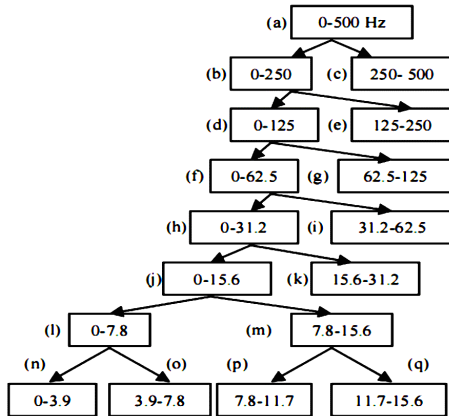 (a) 0-500 Hz
(b) 0-250 (c) 250- 500
(d) 0-125 (e) 125-250
(f) 0-62.5 (g) 62.5-125
(h) 0-31.2 (i) 31.2-62.5
(j) 0-15.6 (k) 15.6-31.2
(l) 0-7.8 (m) 7.8-15.6
(n) (o) (p) (q)
0-3.9 3.9-7.8 7.8-11.7 11.7-15.6